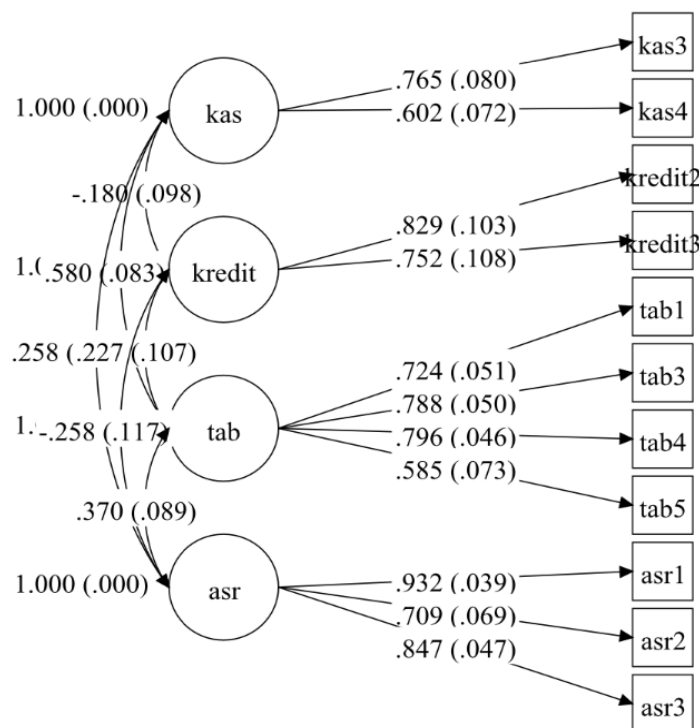 kas3
.765 (.080)
1.000 (.000)
kas
.602 (.072)
kas4
kredit2
-.180 (.098)
.829 (.103)
kredit3
.752 (.108)
.580 (.083)
kredit
tab1
.258 (.227 (.107)
.724 (.051)
tab3
.788 (.050)
-.258 (.117)
tab
.796 (.046)
tab4
.585 (.073)
tab5
.370 (.089)
asr1
1.000 (.000)
asr
.932 (.039)
.709 (.069)
asr2
.847 (.047)
asr3